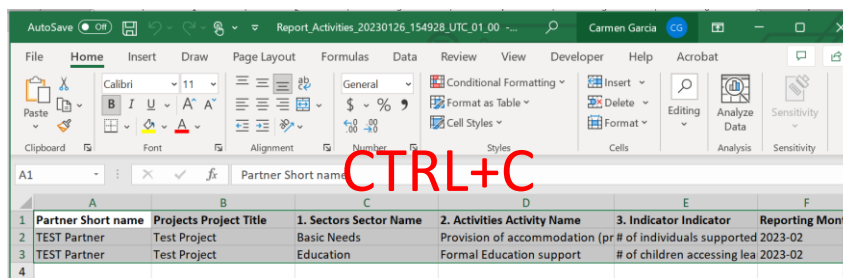 AutoSave Off Report_Activities_20230126_154928_UTC_01_00 -... Carmen Garcia CG
File Home Insert Draw Page Layout Formulas Data Review View Developer Help Acrobat
Paste Calibri 11 General Conditional Formatting Insert Editing Analyze Data Sensitivity
B I U A A $ % Format as Table Delete
Cell Styles Format
Clipboard Font Alignment Number Styles Cells Analysis Sensitivity
CTRL+C
A1 fx Partner Short name
A B C D E F
1 Partner Short name Projects Project Title 1. Sectors Sector Name 2. Activities Activity Name 3. Indicator Indicator Reporting Mont
2 TEST Partner Test Project Basic Needs Provision of accommodation (pr # of individuals supported 2023-02
3 TEST Partner Test Project Education Formal Education support # of children accessing lea 2023-02
4